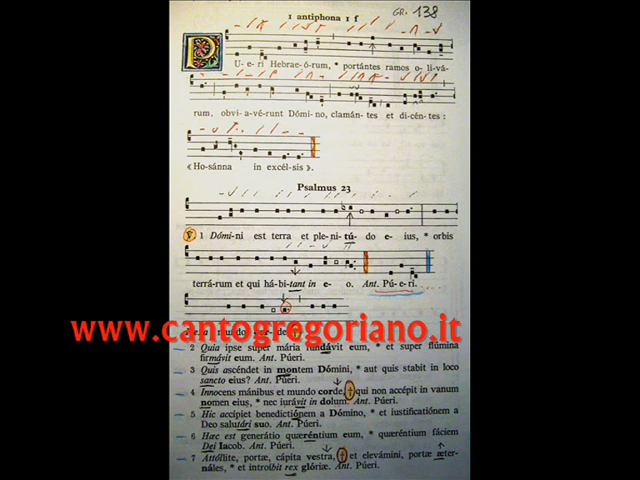 1 antiphona 1 f GR. 138
PU-e-ri Hebrae-ó-rum, * portántes ramos o-li-vá-
rum, obvi-a-vé-runt Dómi-no, clamán-tes et di-cén-tes:
«Ho-sánna in excél-sis».
Psalmus 23
℣ 1 Dómi-ni est terra et ple-ni-tú-do e-ius, * orbis
terrá-rum et qui há-bi-tant in e-o. Ant. Pú-e-ri.
www.cantogregoriano.it
2 Quia ipse super mária fundávit eum, * et super flúmina
firmávit eum. Ant. Púeri.
3 Quis ascéndet in montem Dómini, * aut quis stabit in loco
sancto eius? Ant. Púeri.
4 Innocens mánibus et mundo corde, † qui non accépit in vanum
nomen eius, * nec iurávit in dolum. Ant. Púeri.
5 Hic accípiet benedictiónem a Dómino, * et iustificatiónem a
Deo salutári suo. Ant. Púeri.
6 Hæc est generátio quæréntium eum, * quæréntium fáciem
Dei Iacob. Ant. Púeri.
7 Attóllite, portæ, cápita vestra, † et elevámini, portæ æter-
náles, * et introíbit rex glóriæ. Ant. Púeri.